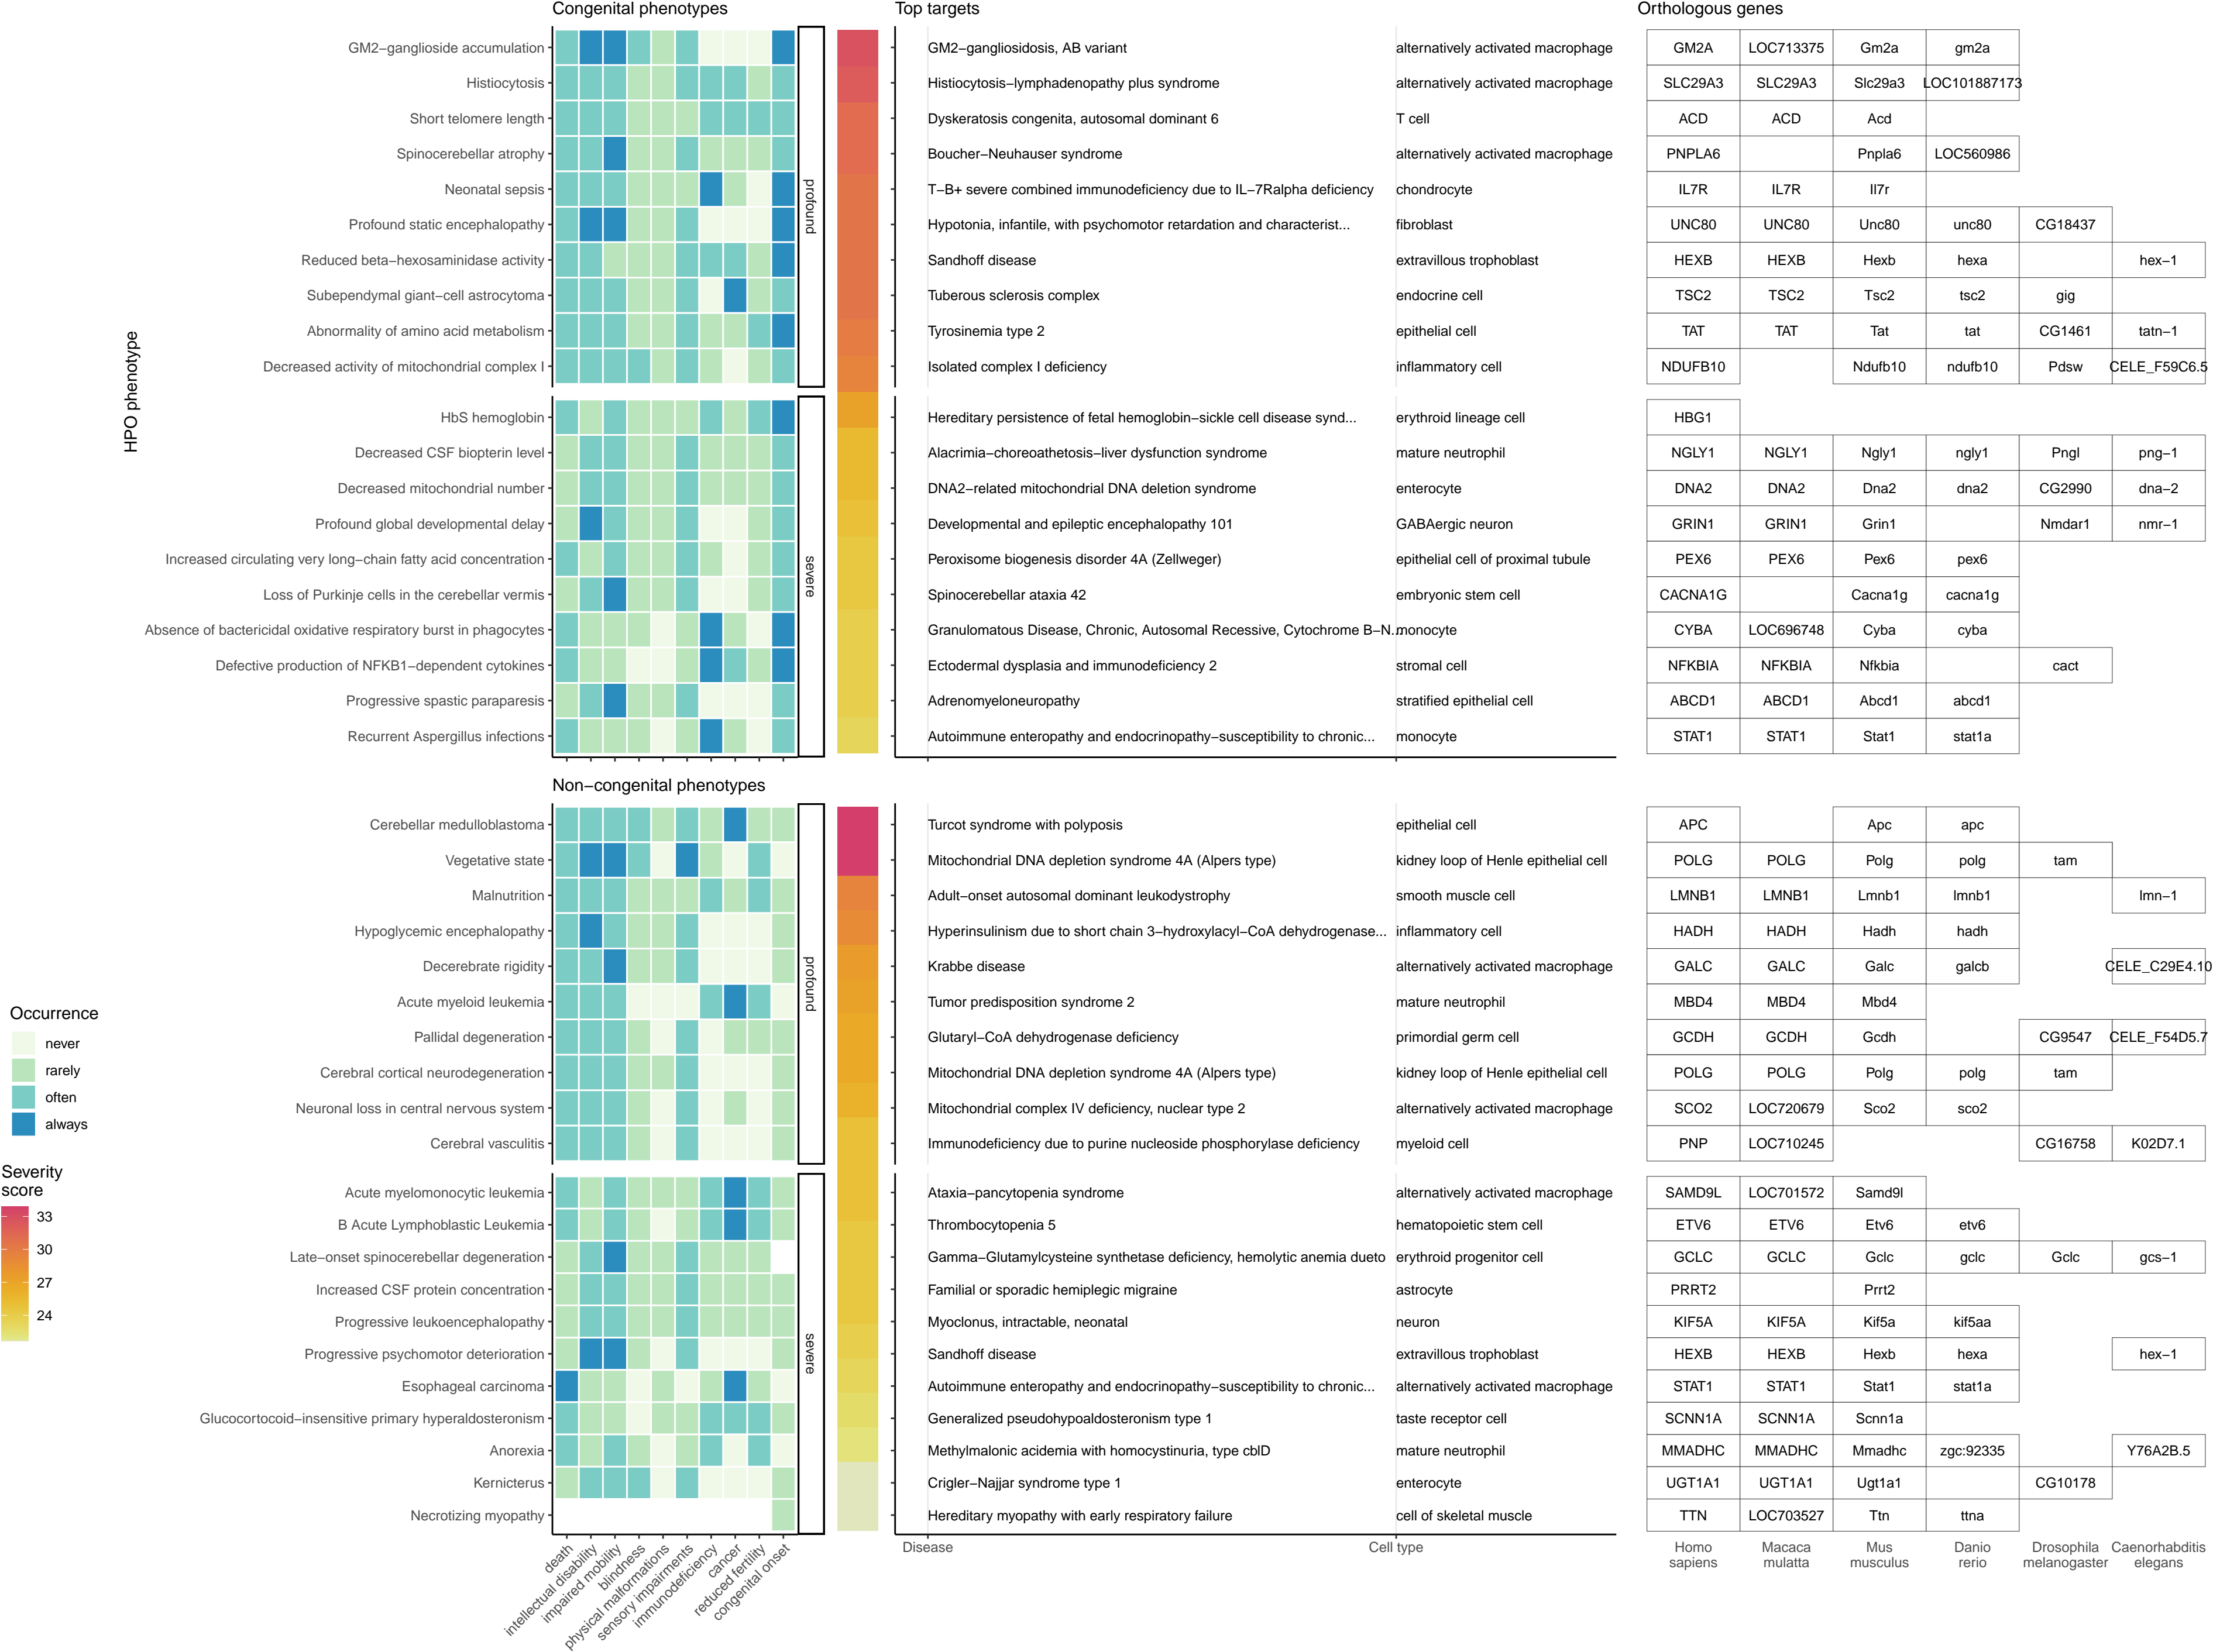 Congenital phenotypes Top targets Orthologous genes
GM2−ganglioside accumulation GM2−gangliosidosis, AB variant alternatively activated macrophage GM2A LOC713375 Gm2a gm2a
Histiocytosis Histiocytosis−lymphadenopathy plus syndrome alternatively activated macrophage SLC29A3 SLC29A3 Slc29a3 LOC101887173
Short telomere length Dyskeratosis congenita, autosomal dominant 6 T cell ACD ACD Acd
Spinocerebellar atrophy Boucher−Neuhauser syndrome alternatively activated macrophage PNPLA6 Pnpla6 LOC560986
Neonatal sepsis T−B+ severe combined immunodeficiency due to IL−7Ralpha deficiency chondrocyte IL7R IL7R Il7r
profound
Profound static encephalopathy Hypotonia, infantile, with psychomotor retardation and characterist... fibroblast UNC80 UNC80 Unc80 unc80 CG18437
Reduced beta−hexosaminidase activity Sandhoff disease extravillous trophoblast HEXB HEXB Hexb hexa hex−1
Subependymal giant−cell astrocytoma Tuberous sclerosis complex endocrine cell TSC2 TSC2 Tsc2 tsc2 gig
Abnormality of amino acid metabolism Tyrosinemia type 2 epithelial cell TAT TAT Tat tat CG1461 tatn−1
Decreased activity of mitochondrial complex I Isolated complex I deficiency inflammatory cell NDUFB10 Ndufb10 ndufb10 Pdsw CELE_F59C6.5
HPO phenotype
HbS hemoglobin Hereditary persistence of fetal hemoglobin−sickle cell disease synd... erythroid lineage cell HBG1
Decreased CSF biopterin level Alacrimia−choreoathetosis−liver dysfunction syndrome mature neutrophil NGLY1 NGLY1 Ngly1 ngly1 Pngl png−1
Decreased mitochondrial number DNA2−related mitochondrial DNA deletion syndrome enterocyte DNA2 DNA2 Dna2 dna2 CG2990 dna−2
Profound global developmental delay Developmental and epileptic encephalopathy 101 GABAergic neuron GRIN1 GRIN1 Grin1 Nmdar1 nmr−1
Increased circulating very long−chain fatty acid concentration Peroxisome biogenesis disorder 4A (Zellweger) epithelial cell of proximal tubule PEX6 PEX6 Pex6 pex6
severe
Loss of Purkinje cells in the cerebellar vermis Spinocerebellar ataxia 42 embryonic stem cell CACNA1G Cacna1g cacna1g
Absence of bactericidal oxidative respiratory burst in phagocytes Granulomatous Disease, Chronic, Autosomal Recessive, Cytochrome B−N... monocyte CYBA LOC696748 Cyba cyba
Defective production of NFKB1−dependent cytokines Ectodermal dysplasia and immunodeficiency 2 stromal cell NFKBIA NFKBIA Nfkbia cact
Progressive spastic paraparesis Adrenomyeloneuropathy stratified epithelial cell ABCD1 ABCD1 Abcd1 abcd1
Recurrent Aspergillus infections Autoimmune enteropathy and endocrinopathy−susceptibility to chronic... monocyte STAT1 STAT1 Stat1 stat1a
Non−congenital phenotypes
Cerebellar medulloblastoma Turcot syndrome with polyposis epithelial cell APC Apc apc
Vegetative state Mitochondrial DNA depletion syndrome 4A (Alpers type) kidney loop of Henle epithelial cell POLG POLG Polg polg tam
Malnutrition Adult−onset autosomal dominant leukodystrophy smooth muscle cell LMNB1 LMNB1 Lmnb1 lmnb1 lmn−1
Hypoglycemic encephalopathy Hyperinsulinism due to short chain 3−hydroxylacyl−CoA dehydrogenase... inflammatory cell HADH HADH Hadh hadh
Decerebrate rigidity Krabbe disease alternatively activated macrophage GALC GALC Galc galcb CELE_C29E4.10
profound
Acute myeloid leukemia Tumor predisposition syndrome 2 mature neutrophil MBD4 MBD4 Mbd4
Pallidal degeneration Glutaryl−CoA dehydrogenase deficiency primordial germ cell GCDH GCDH Gcdh CG9547 CELE_F54D5.7
Cerebral cortical neurodegeneration Mitochondrial DNA depletion syndrome 4A (Alpers type) kidney loop of Henle epithelial cell POLG POLG Polg polg tam
Neuronal loss in central nervous system Mitochondrial complex IV deficiency, nuclear type 2 alternatively activated macrophage SCO2 LOC720679 Sco2 sco2
Cerebral vasculitis Immunodeficiency due to purine nucleoside phosphorylase deficiency myeloid cell PNP LOC710245 CG16758 K02D7.1
Acute myelomonocytic leukemia Ataxia−pancytopenia syndrome alternatively activated macrophage SAMD9L LOC701572 Samd9l
B Acute Lymphoblastic Leukemia Thrombocytopenia 5 hematopoietic stem cell ETV6 ETV6 Etv6 etv6
Late−onset spinocerebellar degeneration Gamma−Glutamylcysteine synthetase deficiency, hemolytic anemia dueto erythroid progenitor cell GCLC GCLC Gclc gclc Gclc gcs−1
Increased CSF protein concentration Familial or sporadic hemiplegic migraine astrocyte PRRT2 Prrt2
Progressive leukoencephalopathy Myoclonus, intractable, neonatal neuron KIF5A KIF5A Kif5a kif5aa
severe
Progressive psychomotor deterioration Sandhoff disease extravillous trophoblast HEXB HEXB Hexb hexa hex−1
Esophageal carcinoma Autoimmune enteropathy and endocrinopathy−susceptibility to chronic... alternatively activated macrophage STAT1 STAT1 Stat1 stat1a
Glucocortocoid−insensitive primary hyperaldosteronism Generalized pseudohypoaldosteronism type 1 taste receptor cell SCNN1A SCNN1A Scnn1a
Anorexia Methylmalonic acidemia with homocystinuria, type cblD mature neutrophil MMADHC MMADHC Mmadhc zgc:92335 Y76A2B.5
Kernicterus Crigler−Najjar syndrome type 1 enterocyte UGT1A1 UGT1A1 Ugt1a1 CG10178
Necrotizing myopathy Hereditary myopathy with early respiratory failure cell of skeletal muscle TTN LOC703527 Ttn ttna
Disease Cell type
Homo sapiens
Macaca mulatta
Mus musculus
Danio rerio
Drosophila melanogaster
Caenorhabditis elegans
death
intellectual disability
impaired mobility
blindness
physical malformations
sensory impairments
immunodeficiency
cancer
reduced fertility
congenital onset
Occurrence
never
rarely
often
always
Severity
score
33
30
27
24